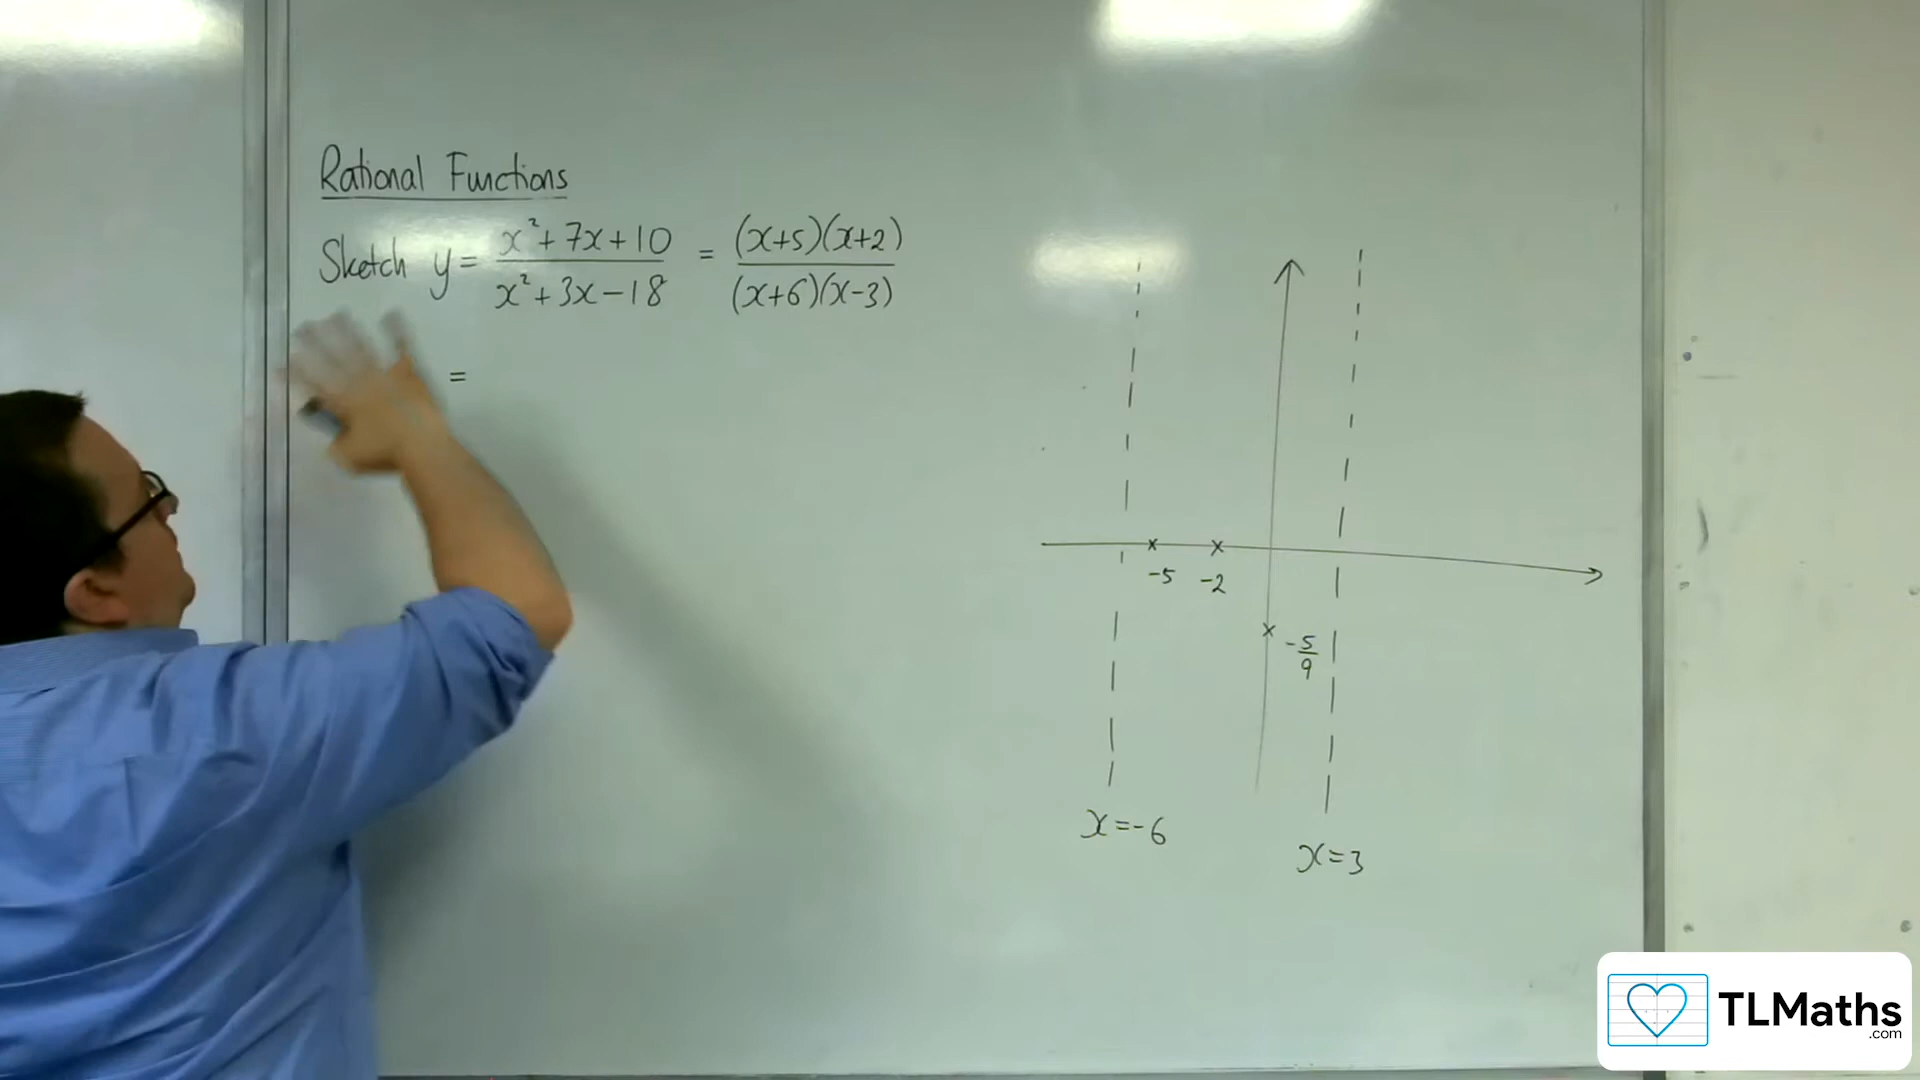 Rational Functions
Sketch y = x²+7x+10 / x²+3x-18 = (x+5)(x+2) / (x+6)(x-3)
=
-5 -2
-5/9
x=-6
x=3
TLMaths
.com